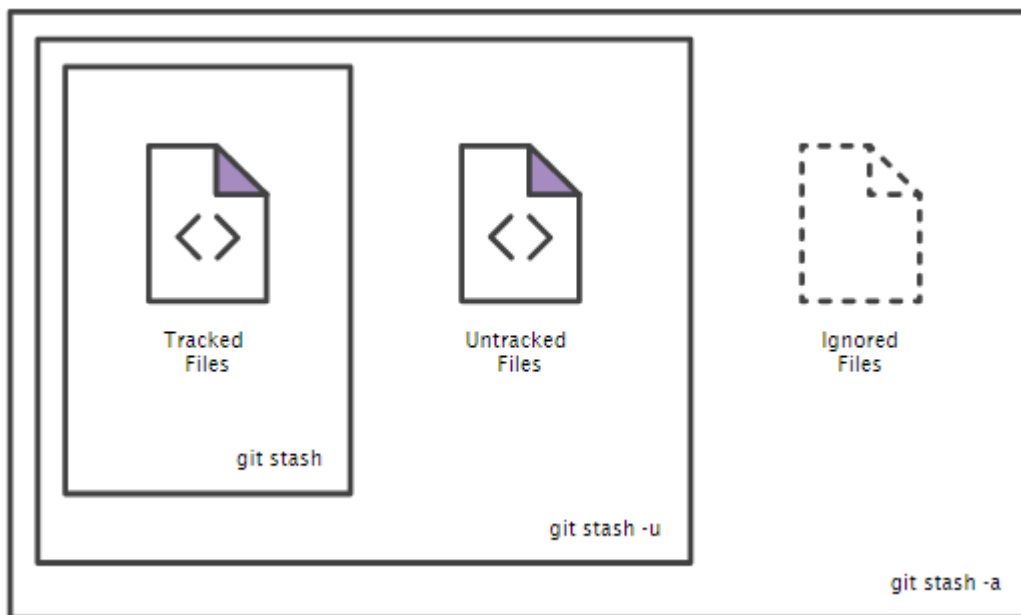 Tracked
Files
Untracked
Files
Ignored
Files
git stash
git stash -u
git stash -a